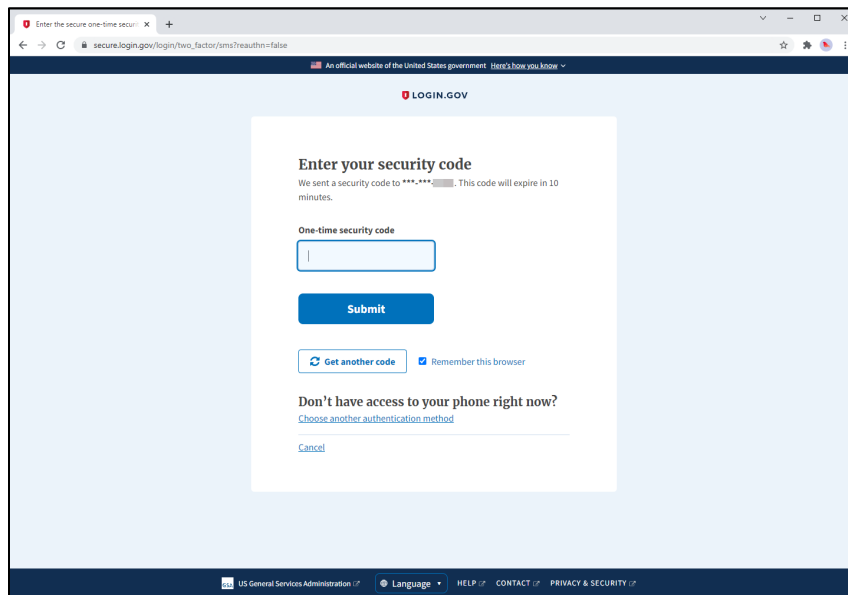 Enter the secure one-time securi
secure.login.gov/login/two_factor/sms?reauthn=false
An official website of the United States government Here's how you know
LOGIN.GOV
Enter your security code
We sent a security code to ***-***-. This code will expire in 10
minutes.
One-time security code
Submit
Get another code Remember this browser
Don't have access to your phone right now?
Choose another authentication method
Cancel
GSA US General Services Administration Language HELP CONTACT PRIVACY & SECURITY